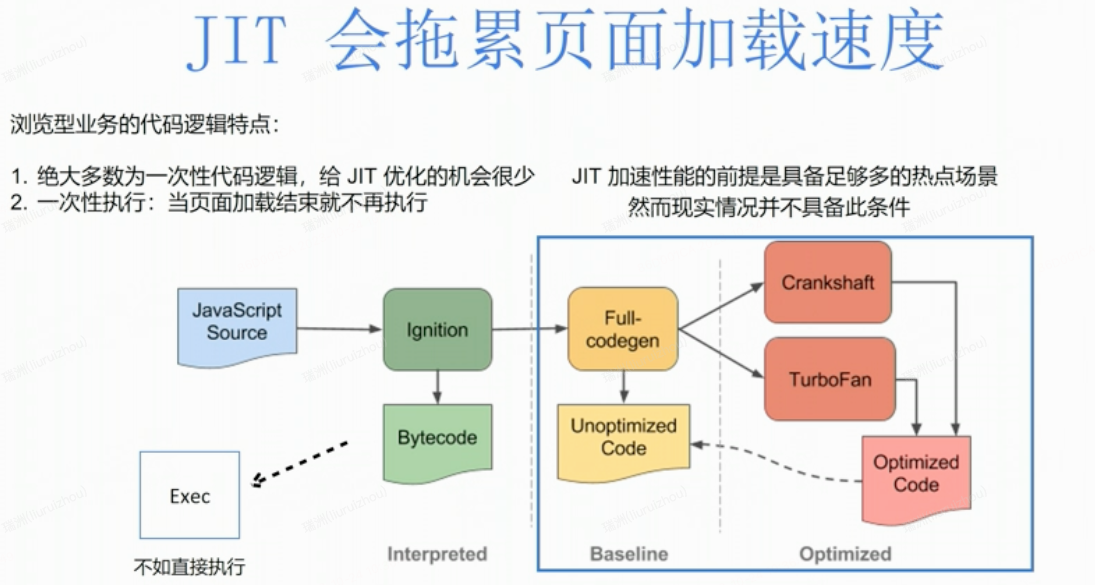 JIT 会拖累页面加载速度
浏览型业务的代码逻辑特点：
1. 绝大多数为一次性代码逻辑，给 JIT 优化的机会很少
2. 一次性执行：当页面加载结束就不再执行
JIT 加速性能的前提是具备足够多的热点场景
然而现实情况并不具备此条件
JavaScript
Source
Ignition
Full-
codegen
Crankshaft
TurboFan
Bytecode
Unoptimized
Code
Optimized
Code
Exec
不如直接执行
Interpreted
Baseline
Optimized